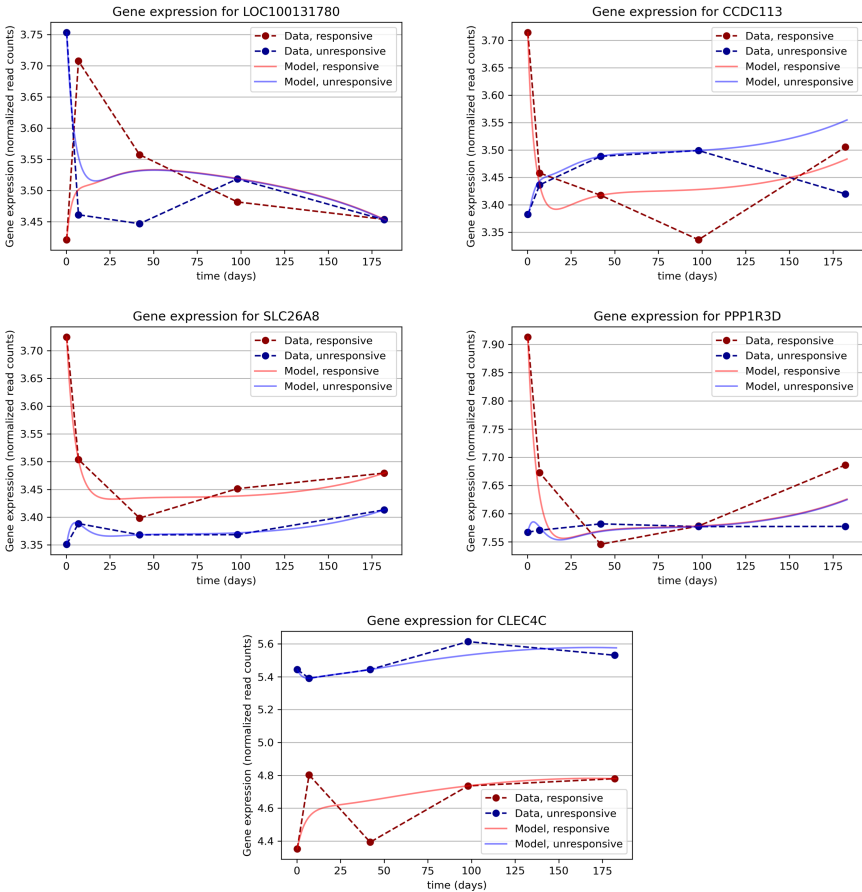 Gene expression for LOC100131780
Gene expression (normalized read counts)
3.75
3.70
3.65
3.60
3.55
3.50
3.45
Data, responsive
Data, unresponsive
Model, responsive
Model, unresponsive
0 25 50 75 100 125 150 175
time (days)
Gene expression for CCDC113
Gene expression (normalized read counts)
3.70
3.65
3.60
3.55
3.50
3.45
3.40
3.35
Data, responsive
Data, unresponsive
Model, responsive
Model, unresponsive
0 25 50 75 100 125 150 175
time (days)
Gene expression for SLC26A8
Gene expression (normalized read counts)
3.70
3.65
3.60
3.55
3.50
3.45
3.40
3.35
Data, responsive
Data, unresponsive
Model, responsive
Model, unresponsive
0 25 50 75 100 125 150 175
time (days)
Gene expression for PPP1R3D
Gene expression (normalized read counts)
7.90
7.85
7.80
7.75
7.70
7.65
7.60
7.55
Data, responsive
Data, unresponsive
Model, responsive
Model, unresponsive
0 25 50 75 100 125 150 175
time (days)
Gene expression for CLEC4C
Gene expression (normalized read counts)
5.6
5.4
5.2
5.0
4.8
4.6
4.4
Data, responsive
Data, unresponsive
Model, responsive
Model, unresponsive
0 25 50 75 100 125 150 175
time (days)